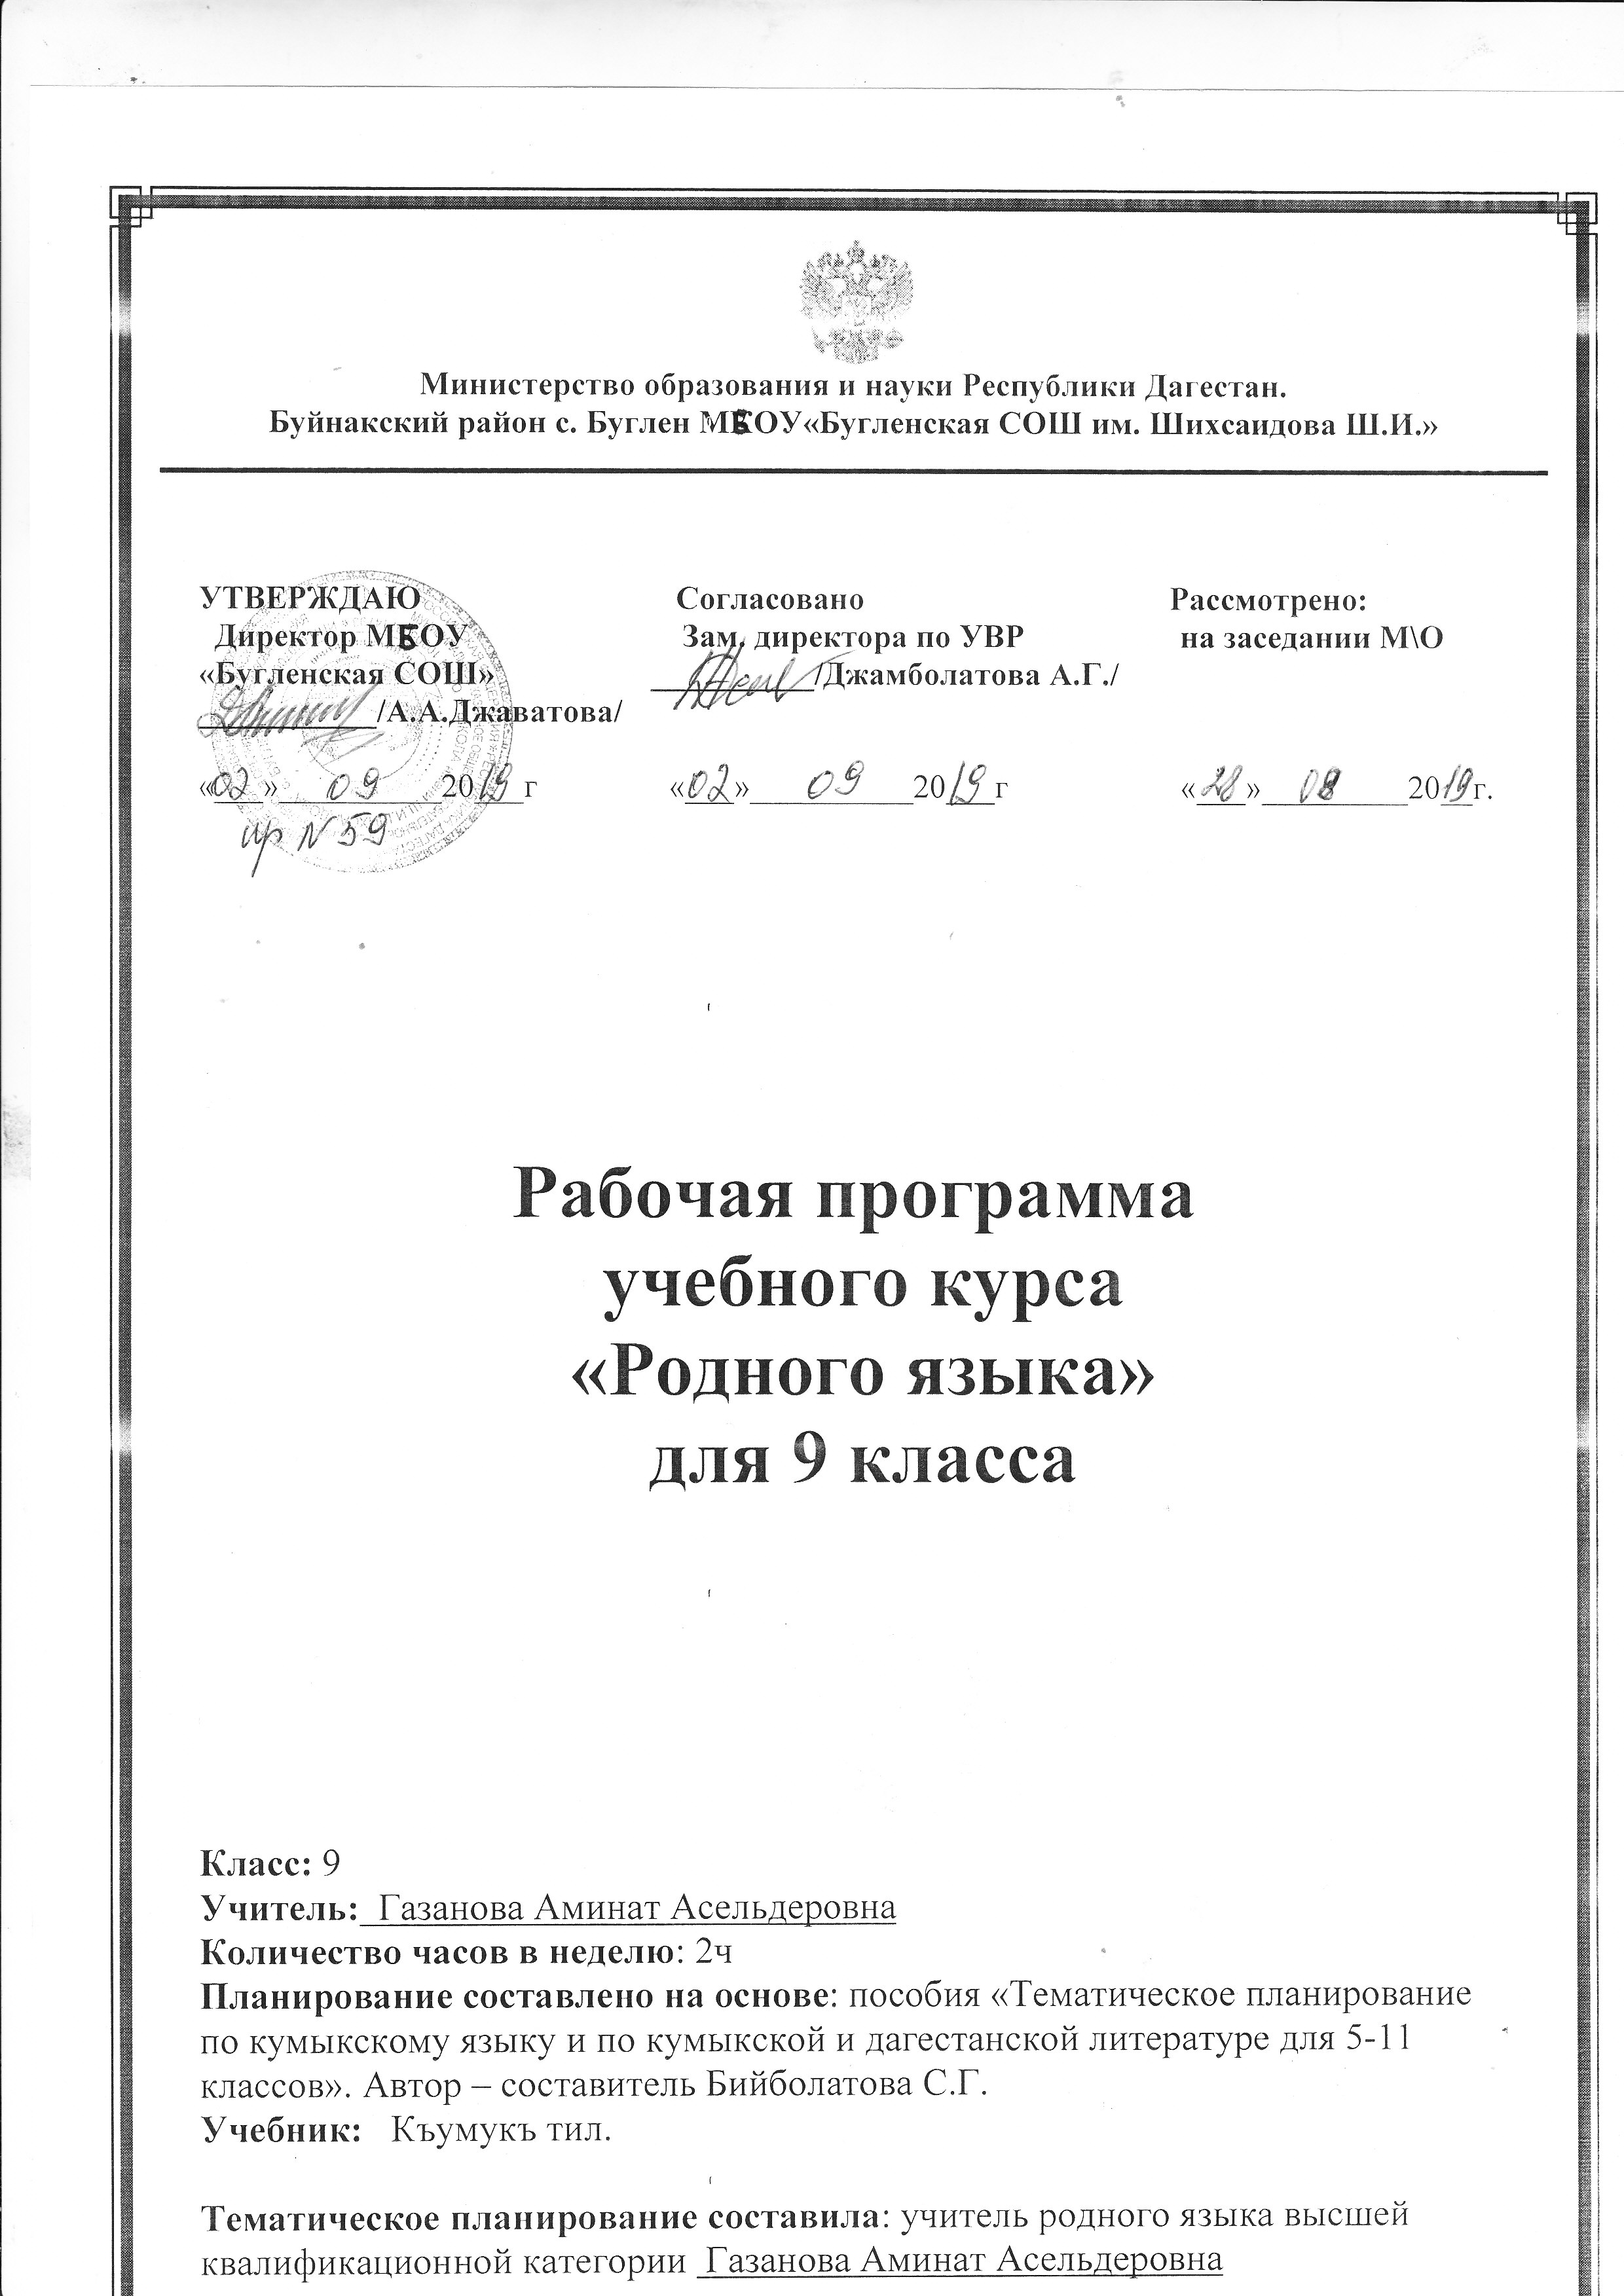 Министерство образования и науки Республики Дагестан.
Буйнакский район с. Буглен МБОУ«Бугленская СОШ им. Шихсаидова Ш.И.»
УТВЕРЖДАЮ
Директор МБОУ
«Бугленская СОШ»
/А.А.Джаватова/
«02» 09 2019 г
пр N 59
Согласовано
Зам. директора по УВР
/Джамболатова А.Г./
«02» 09 2019 г
Рассмотрено:
на заседании М\О
«28» 08 2019г.
Рабочая программа
учебного курса
«Родного языка»
для 9 класса
Класс: 9
Учитель: Газанова Аминат Асельдеровна
Количество часов в неделю: 2ч
Планирование составлено на основе: пособия «Тематическое планирование
по кумыкскому языку и по кумыкской и дагестанской литературе для 5-11
классов». Автор – составитель Бийболатова С.Г.
Учебник: Къумукъ тил.
Тематическое планирование составила: учитель родного языка высшей
квалификационной категории Газанова Аминат Асельдеровна